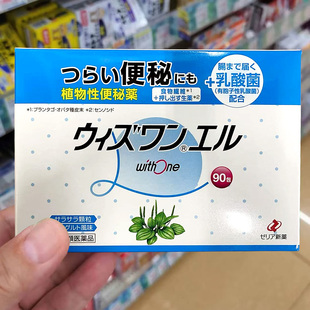 つらい便秘にも
植物性便秘薬
食物繊維*1
+押し出す生薬*2
*1:プランタゴ・オバタ種皮末 *2:センノシド
腸まで届く
+乳酸菌
(有胞子性乳酸菌)
配合
ウィズワン®エル
withOne
90包
サラサラ顆粒
グルト風味
類医薬品
ゼリア新薬